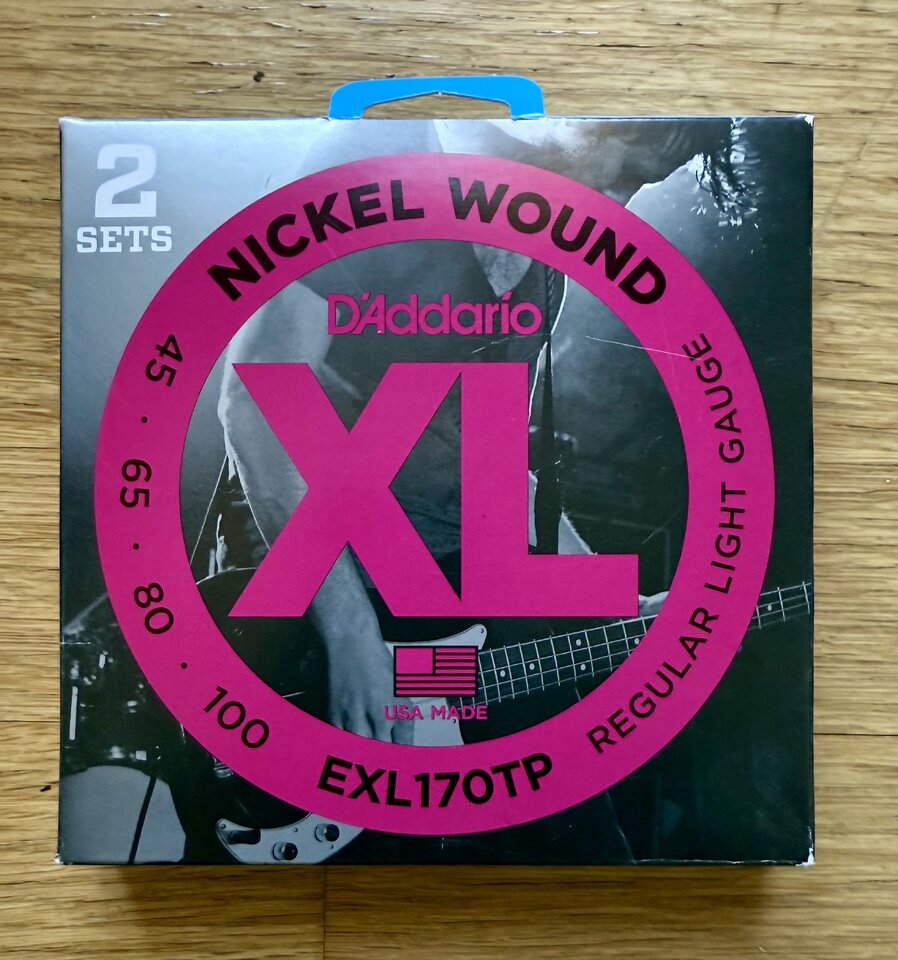 2
SETS
NICKEL WOUND
D'Addario
XL
45 · 65 · 80 · 100
REGULAR LIGHT GAUGE
USA MADE
EXL170TP